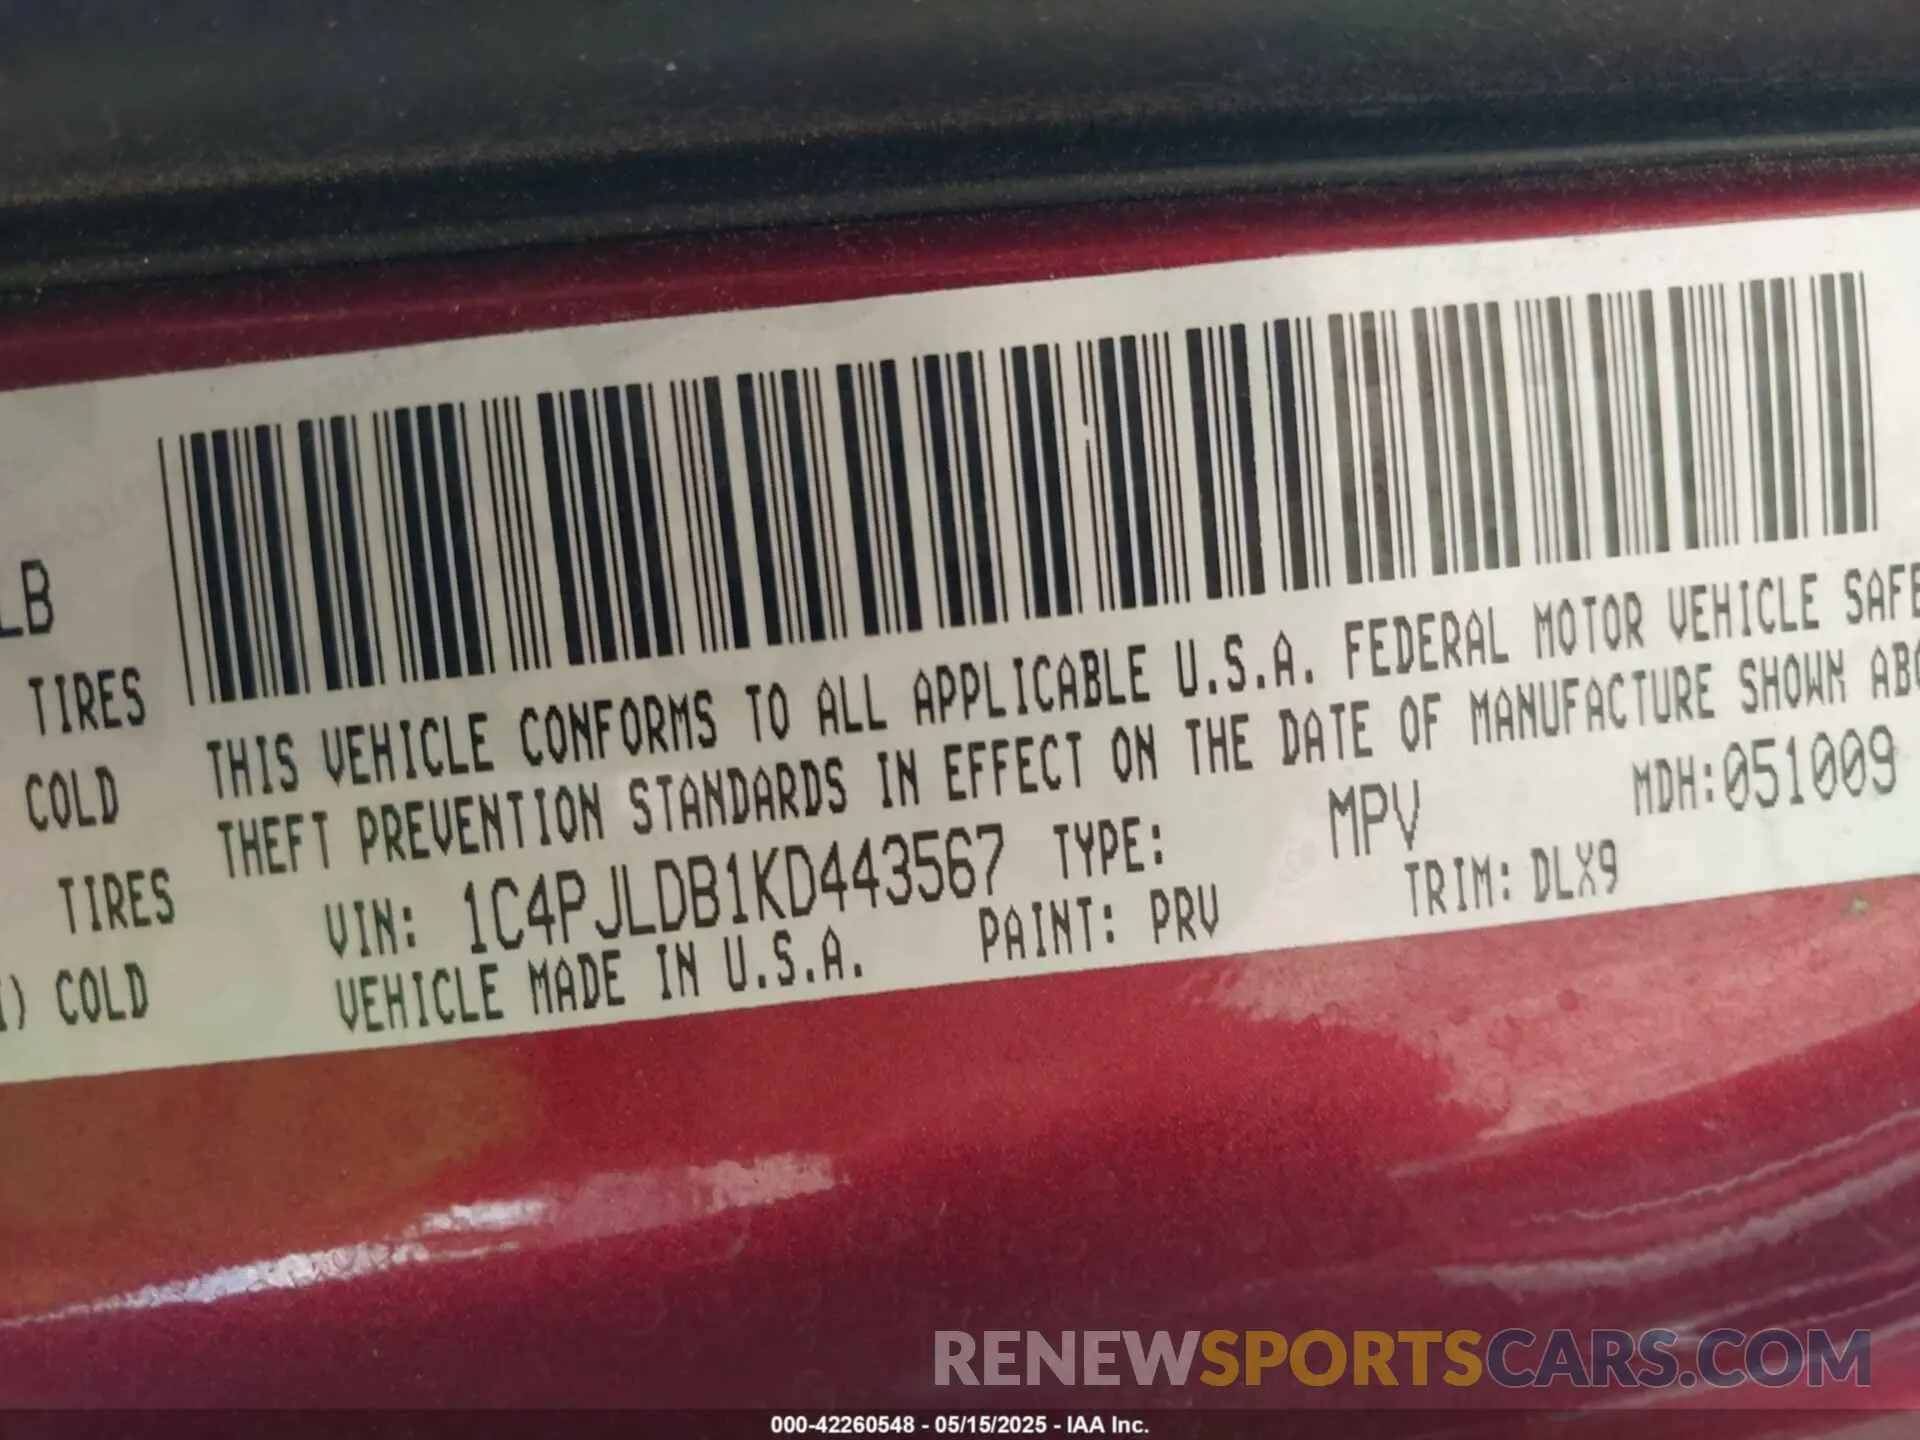 LB
TIRES
COLD
TIRES
) COLD
THIS VEHICLE CONFORMS TO ALL APPLICABLE U.S.A. FEDERAL MOTOR VEHICLE SAFE
THEFT PREVENTION STANDARDS IN EFFECT ON THE DATE OF MANUFACTURE SHOWN ABO
VIN: 1C4PJLDB1KD443567 TYPE: MPV MDH:051009
VEHICLE MADE IN U.S.A. PAINT: PRV TRIM: DLX9
RENEWSPORTSCARS.COM
000-42260548 - 05/15/2025 - IAA Inc.